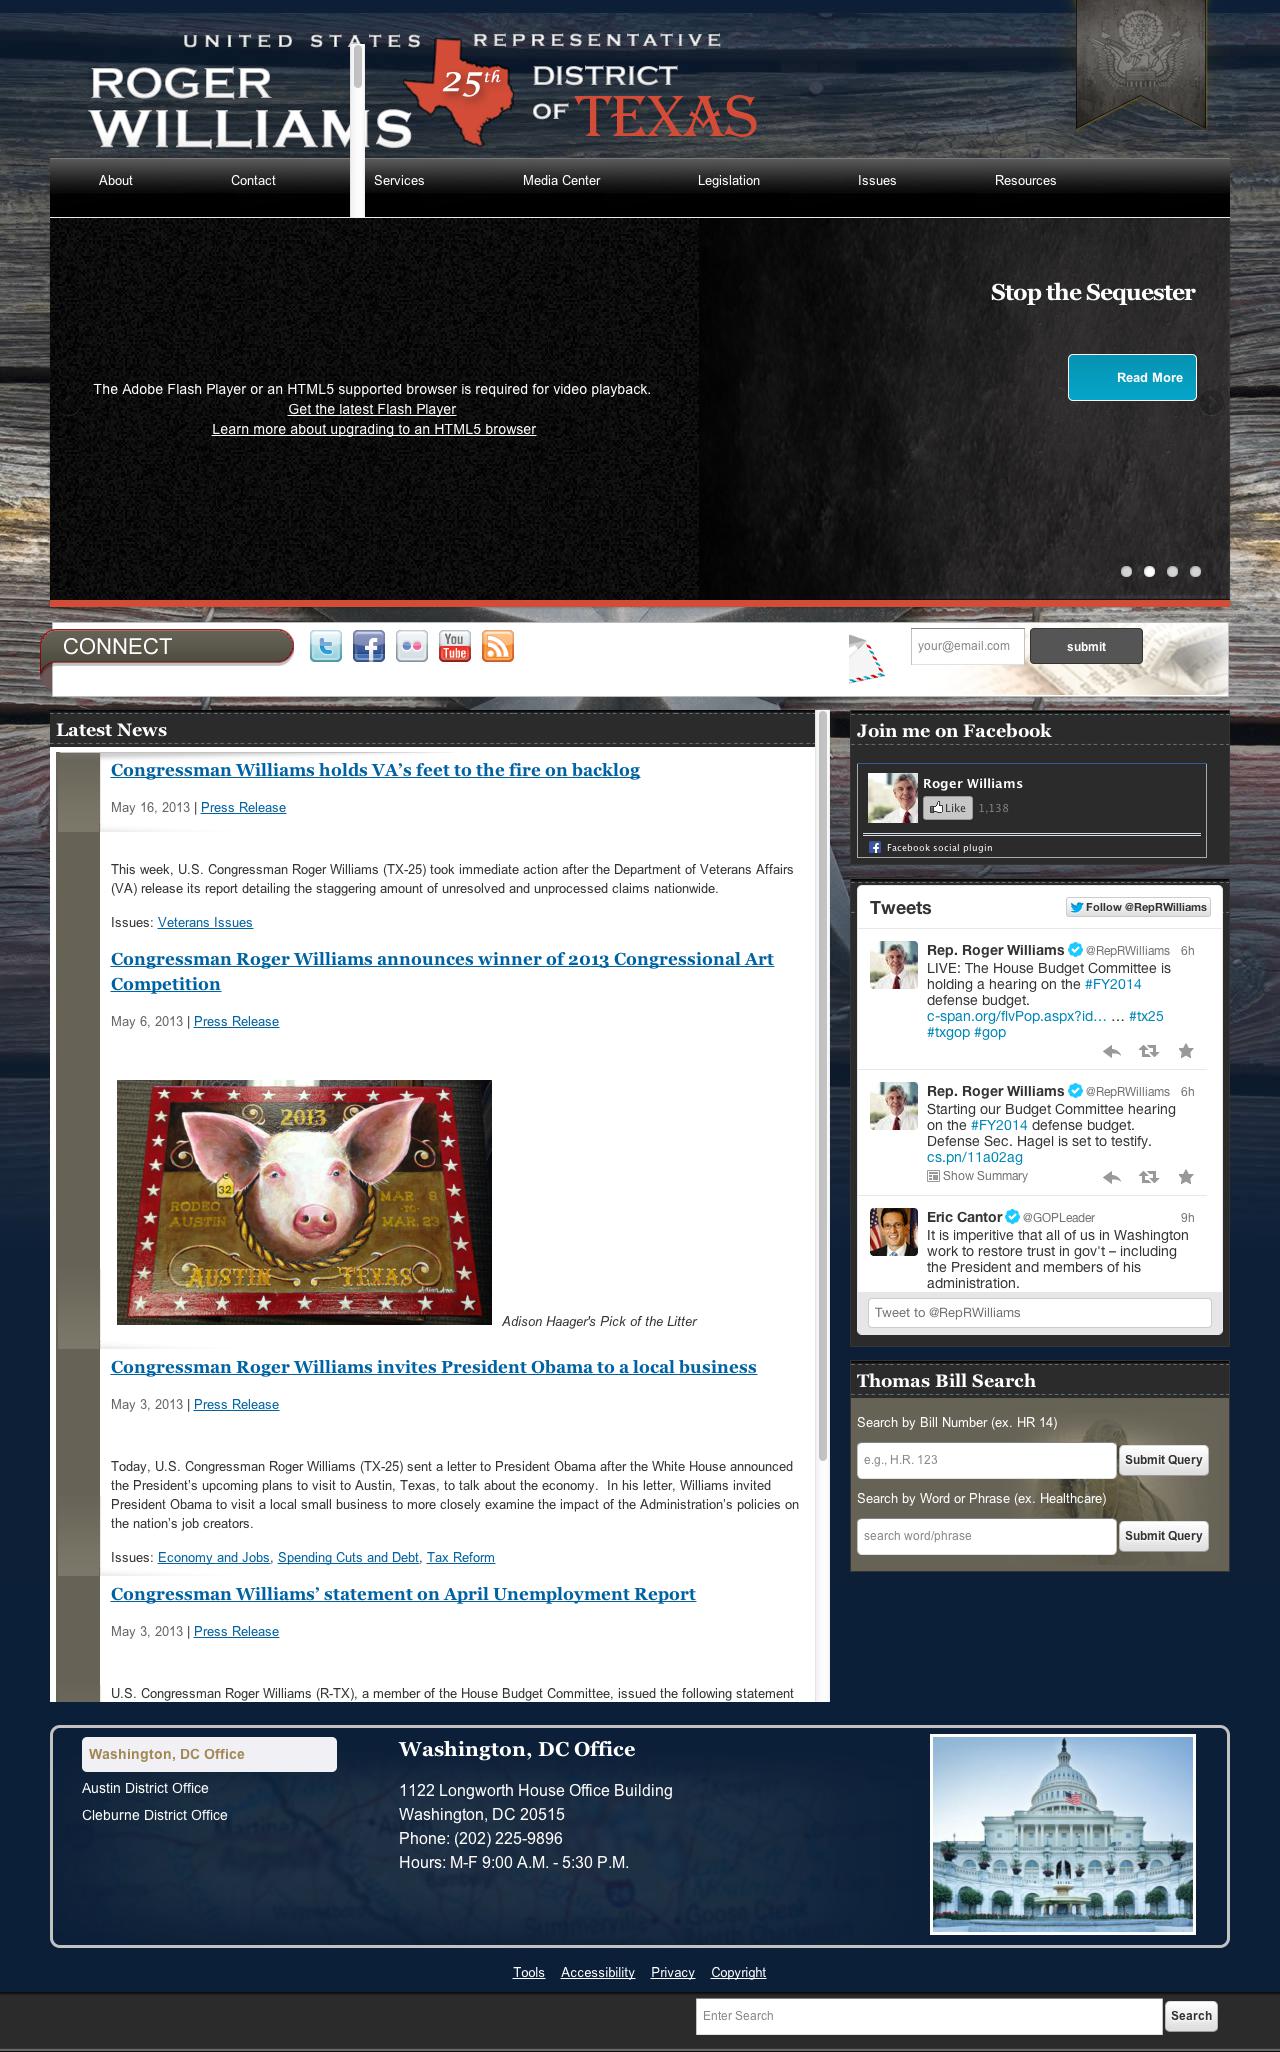 UNITED STATES REPRESENTATIVE
ROGER
WILLIAMS
25th
DISTRICT
OF TEXAS
About
Contact
Services
Media Center
Legislation
Issues
Resources
Stop the Sequester
Read More
The Adobe Flash Player or an HTML5 supported browser is required for video playback.
Get the latest Flash Player
Learn more about upgrading to an HTML5 browser
CONNECT
You
Tube
your@email.com
submit
Latest News
Congressman Williams holds VA’s feet to the fire on backlog
May 16, 2013 | Press Release
This week, U.S. Congressman Roger Williams (TX-25) took immediate action after the Department of Veterans Affairs
(VA) release its report detailing the staggering amount of unresolved and unprocessed claims nationwide.
Issues: Veterans Issues
Congressman Roger Williams announces winner of 2013 Congressional Art
Competition
May 6, 2013 | Press Release
2013
32
RODEO
AUSTIN
MAR 8
-TO-
MAR. 23
AUSTIN TEXAS
Adison Haager's Pick of the Litter
Congressman Roger Williams invites President Obama to a local business
May 3, 2013 | Press Release
Today, U.S. Congressman Roger Williams (TX-25) sent a letter to President Obama after the White House announced
the President’s upcoming plans to visit to Austin, Texas, to talk about the economy.  In his letter, Williams invited
President Obama to visit a local small business to more closely examine the impact of the Administration’s policies on
the nation’s job creators.
Issues: Economy and Jobs, Spending Cuts and Debt, Tax Reform
Congressman Williams’ statement on April Unemployment Report
May 3, 2013 | Press Release
U.S. Congressman Roger Williams (R-TX), a member of the House Budget Committee, issued the following statement
Join me on Facebook
Roger Williams
Like 1,138
Facebook social plugin
Tweets
Follow @RepRWilliams
Rep. Roger Williams @RepRWilliams 6h
LIVE: The House Budget Committee is
holding a hearing on the #FY2014
defense budget.
c-span.org/flvPop.aspx?id… … #tx25
#txgop #gop
Rep. Roger Williams @RepRWilliams 6h
Starting our Budget Committee hearing
on the #FY2014 defense budget.
Defense Sec. Hagel is set to testify.
cs.pn/11a02ag
Show Summary
Eric Cantor @GOPLeader 9h
It is imperitive that all of us in Washington
work to restore trust in gov't – including
the President and members of his
administration.
Tweet to @RepRWilliams
Thomas Bill Search
Search by Bill Number (ex. HR 14)
e.g., H.R. 123
Submit Query
Search by Word or Phrase (ex. Healthcare)
search word/phrase
Submit Query
Washington, DC Office
Austin District Office
Cleburne District Office
Washington, DC Office
1122 Longworth House Office Building
Washington, DC 20515
Phone: (202) 225-9896
Hours: M-F 9:00 A.M. - 5:30 P.M.
Tools
Accessibility
Privacy
Copyright
Enter Search
Search